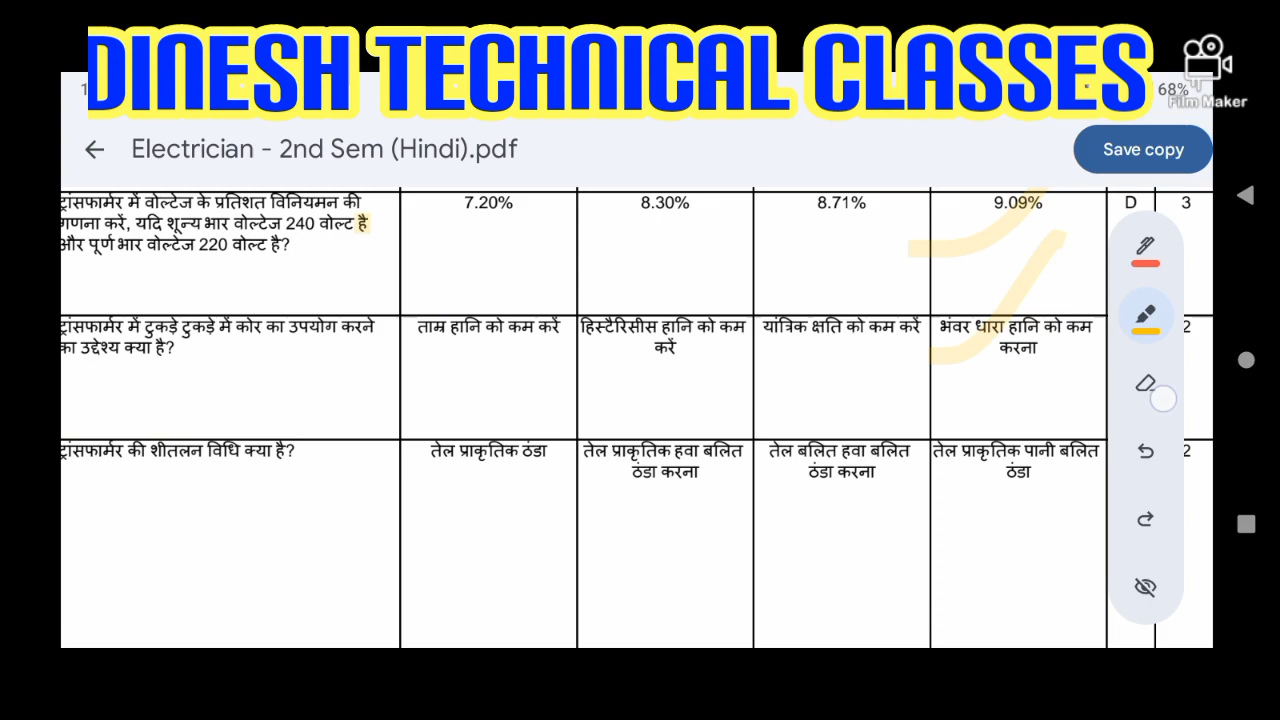 DINESH TECHNICAL CLASSES
68%
Film Maker
Electrician - 2nd Sem (Hindi).pdf
Save copy
ट्रांसफार्मर में वोल्टेज के प्रतिशत विनियमन की
गणना करें, यदि शून्य भार वोल्टेज 240 वोल्ट है
और पूर्ण भार वोल्टेज 220 वोल्ट है?
7.20%
8.30%
8.71%
9.09%
D
3
ट्रांसफार्मर में टुकड़े टुकड़े में कोर का उपयोग करने
का उद्देश्य क्या है?
ताम्र हानि को कम करें
हिस्टैरिसीस हानि को कम
करें
यांत्रिक क्षति को कम करें
भंवर धारा हानि को कम
करना
2
ट्रांसफार्मर की शीतलन विधि क्या है?
तेल प्राकृतिक ठंडा
तेल प्राकृतिक हवा बलित
ठंडा करना
तेल बलित हवा बलित
ठंडा करना
तेल प्राकृतिक पानी बलित
ठंडा
2